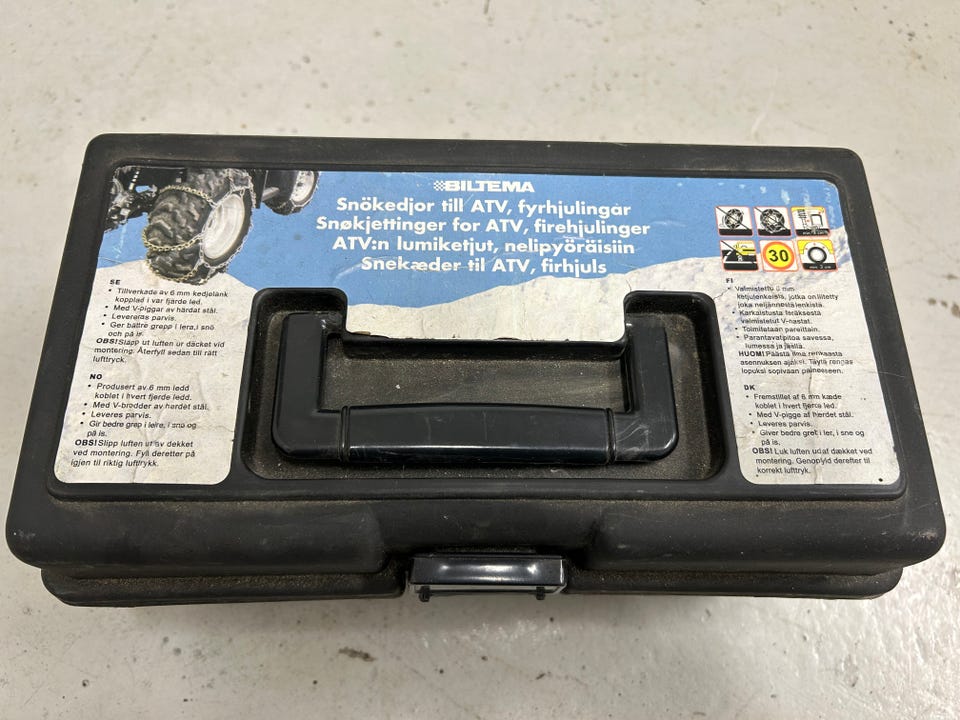 BILTEMA
Snökedjor till ATV, fyrhjulingar
Snøkjettinger for ATV, firehjulinger
ATV:n lumiketjut, nelipyöräisiin
Snekæder til ATV, firhjuls
SE
• Tillverkade av 6 mm kedjelänk
kopplad i var fjärde led.
• Med V-piggar av härdat stål.
• Levereras parvis.
• Ger bättre grepp i lera, i snö
och på is.
OBS! Släpp ut luften ur däcket vid
montering. Återfyll sedan till rätt
lufttryck.
NO
• Produsert av 6 mm ledd
koblet i hvert fjerde ledd.
• Med V-brodder av herdet stål.
• Leveres parvis.
• Gir bedre grep i leire, i snø og
på is.
OBS! Slipp luften ut av dekket
ved montering. Fyll deretter på
igjen til riktig lufttrykk.
30
FI
• Valmistettu 6 mm
ketjulenkeistä, jotka on liitetty
joka neljännestä lenkistä.
• Karkaistusta teräksestä
valmistetut V-nastat.
• Toimitetaan pareittain.
• Parantavat pitoa savessa,
lumessa ja jäällä.
HUOM! Päästä ilma renkaasta
asennuksen ajaksi. Täytä rengas
lopuksi sopivaan paineeseen.
DK
• Fremstillet af 6 mm kæde
koblet i hvert fjerde led.
• Med V-pigge af hærdet stål.
• Leveres parvis.
• Giver bedre grep i ler, i sne og
på is.
OBS! Luk luften ud af dækket ved
montering. Genopfyld derefter til
korrekt lufttryk.